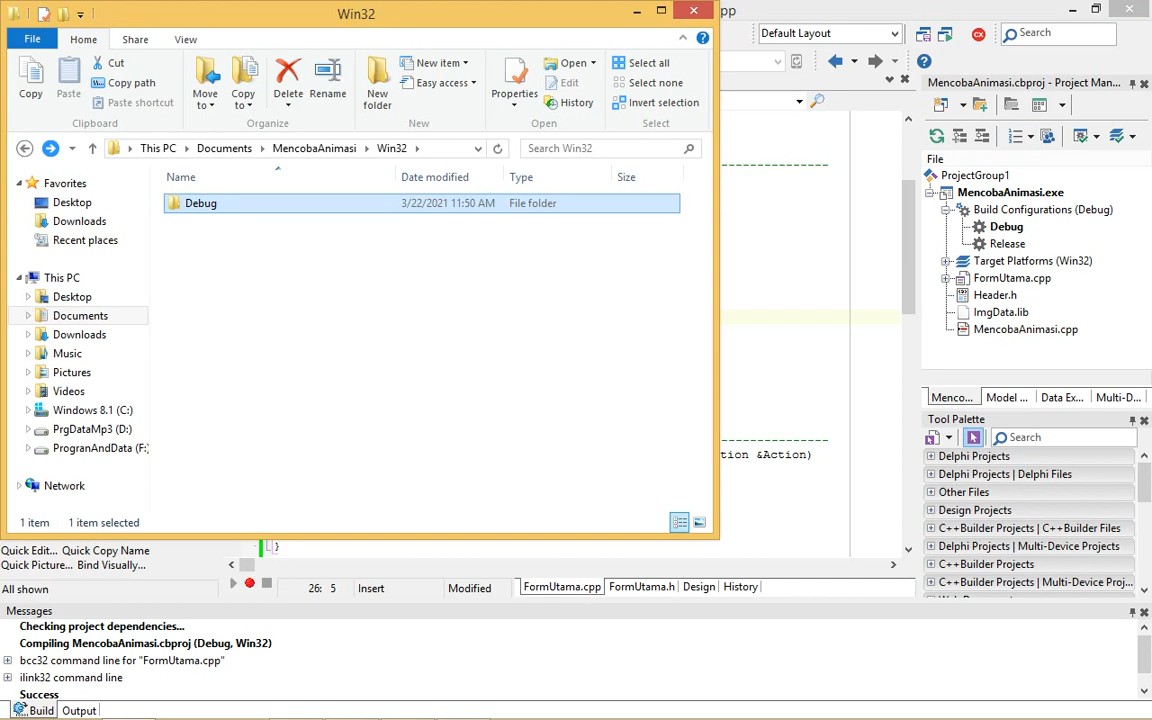 Win32
File Home Share View
Copy
Paste
Cut
Copy path
Paste shortcut
Clipboard
Move to
Copy to
Delete
Rename
Organize
New folder
New item
Easy access
New
Properties
Open
Edit
History
Open
Select all
Select none
Invert selection
Select
This PC Documents MencobaAnimasi Win32
Search Win32
Name Date modified Type Size
Debug 3/22/2021 11:50 AM File folder
Favorites
Desktop
Downloads
Recent places
This PC
Desktop
Documents
Downloads
Music
Pictures
Videos
Windows 8.1 (C:)
PrgDataMp3 (D:)
ProgranAndData (F:)
Network
1 item 1 item selected
pp
Default Layout
CX
Search
tion &Action)
}
Quick Edit... Quick Copy Name
Quick Picture... Bind Visually...
All shown
26: 5 Insert Modified
FormUtama.cpp FormUtama.h Design History
MencobaAnimasi.cbproj - Project Man...
File
ProjectGroup1
MencobaAnimasi.exe
Build Configurations (Debug)
Debug
Release
Target Platforms (Win32)
FormUtama.cpp
Header.h
ImgData.lib
MencobaAnimasi.cpp
Menco... Model ... Data Ex... Multi-D...
Tool Palette
Search
Delphi Projects
Delphi Projects | Delphi Files
Other Files
Design Projects
C++Builder Projects | C++Builder Files
Delphi Projects | Multi-Device Projects
C++Builder Projects
C++Builder Projects | Multi-Device Proj...
Messages
Checking project dependencies...
Compiling MencobaAnimasi.cbproj (Debug, Win32)
bcc32 command line for "FormUtama.cpp"
ilink32 command line
Success
Build Output